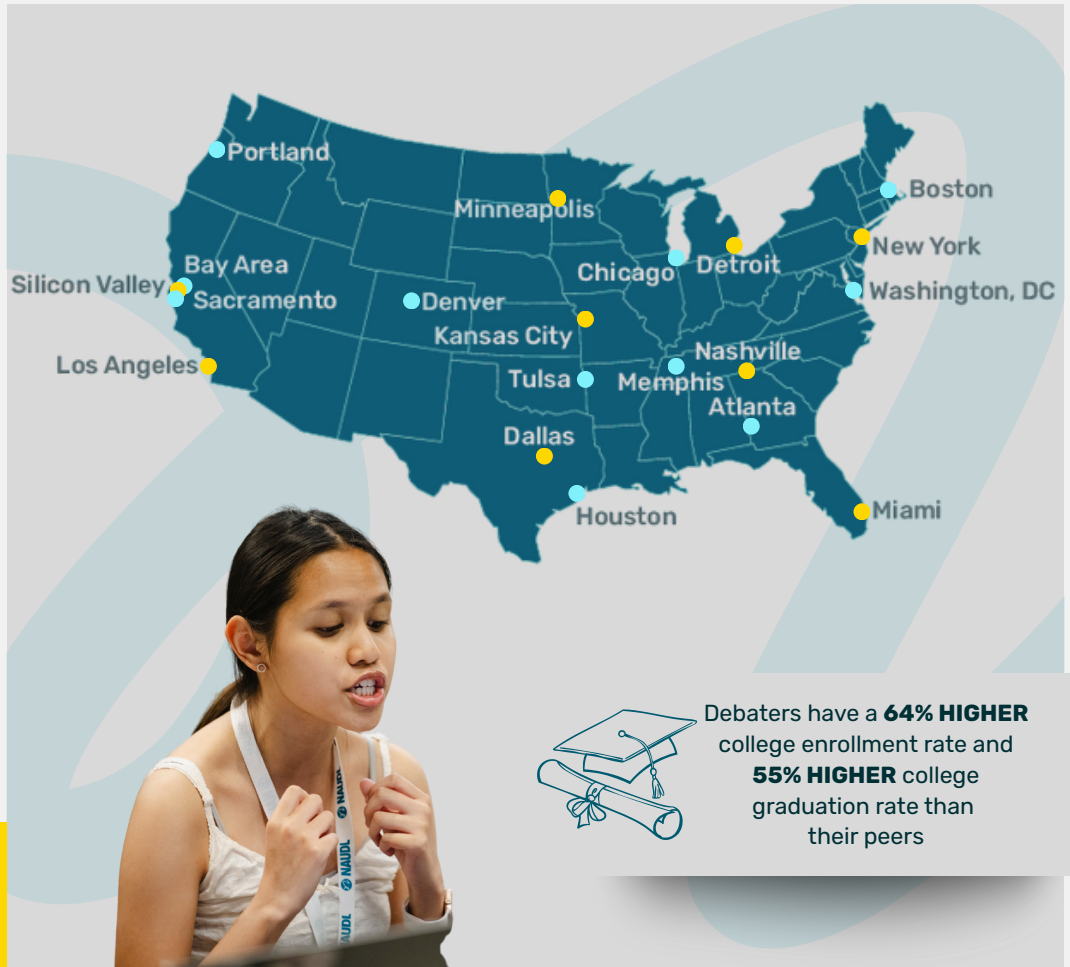 Portland
Minneapolis
Boston
New York
Bay Area
Chicago
Detroit
Silicon Valley
Sacramento
Denver
Washington, DC
Kansas City
Nashville
Los Angeles
Tulsa
Memphis
Atlanta
Dallas
Houston
Miami
Debaters have a 64% HIGHER
college enrollment rate and
55% HIGHER college
graduation rate than
their peers
NAUDL
NAUDL
AUDL